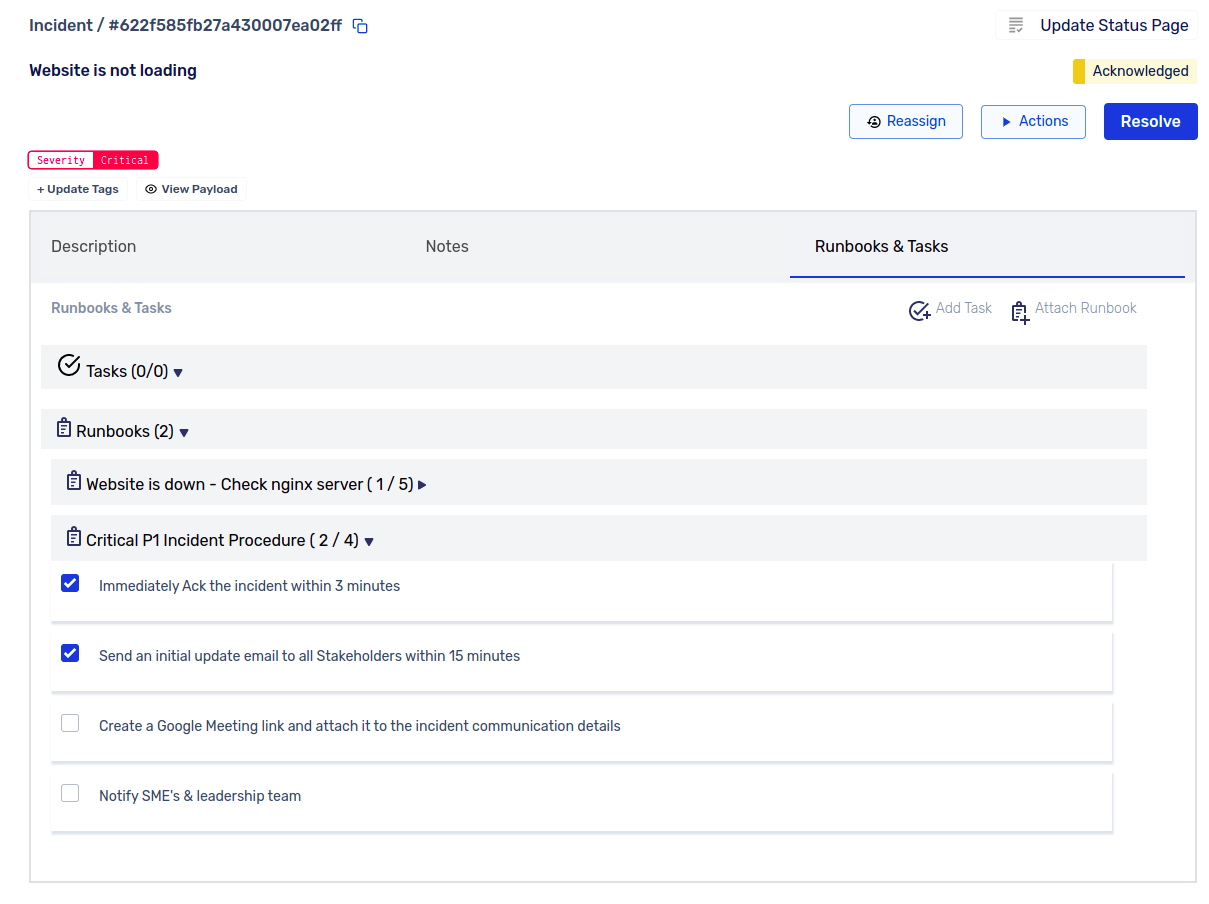 Incident / #622f585fb27a430007ea02ff
Update Status Page
Website is not loading
Acknowledged
Reassign
Actions
Resolve
Severity Critical
+ Update Tags
View Payload
Description
Notes
Runbooks & Tasks
Runbooks & Tasks
Add Task
Attach Runbook
Tasks (0/0)
Runbooks (2)
Website is down - Check nginx server ( 1 / 5)
Critical P1 Incident Procedure ( 2 / 4)
Immediately Ack the incident within 3 minutes
Send an initial update email to all Stakeholders within 15 minutes
Create a Google Meeting link and attach it to the incident communication details
Notify SME's & leadership team